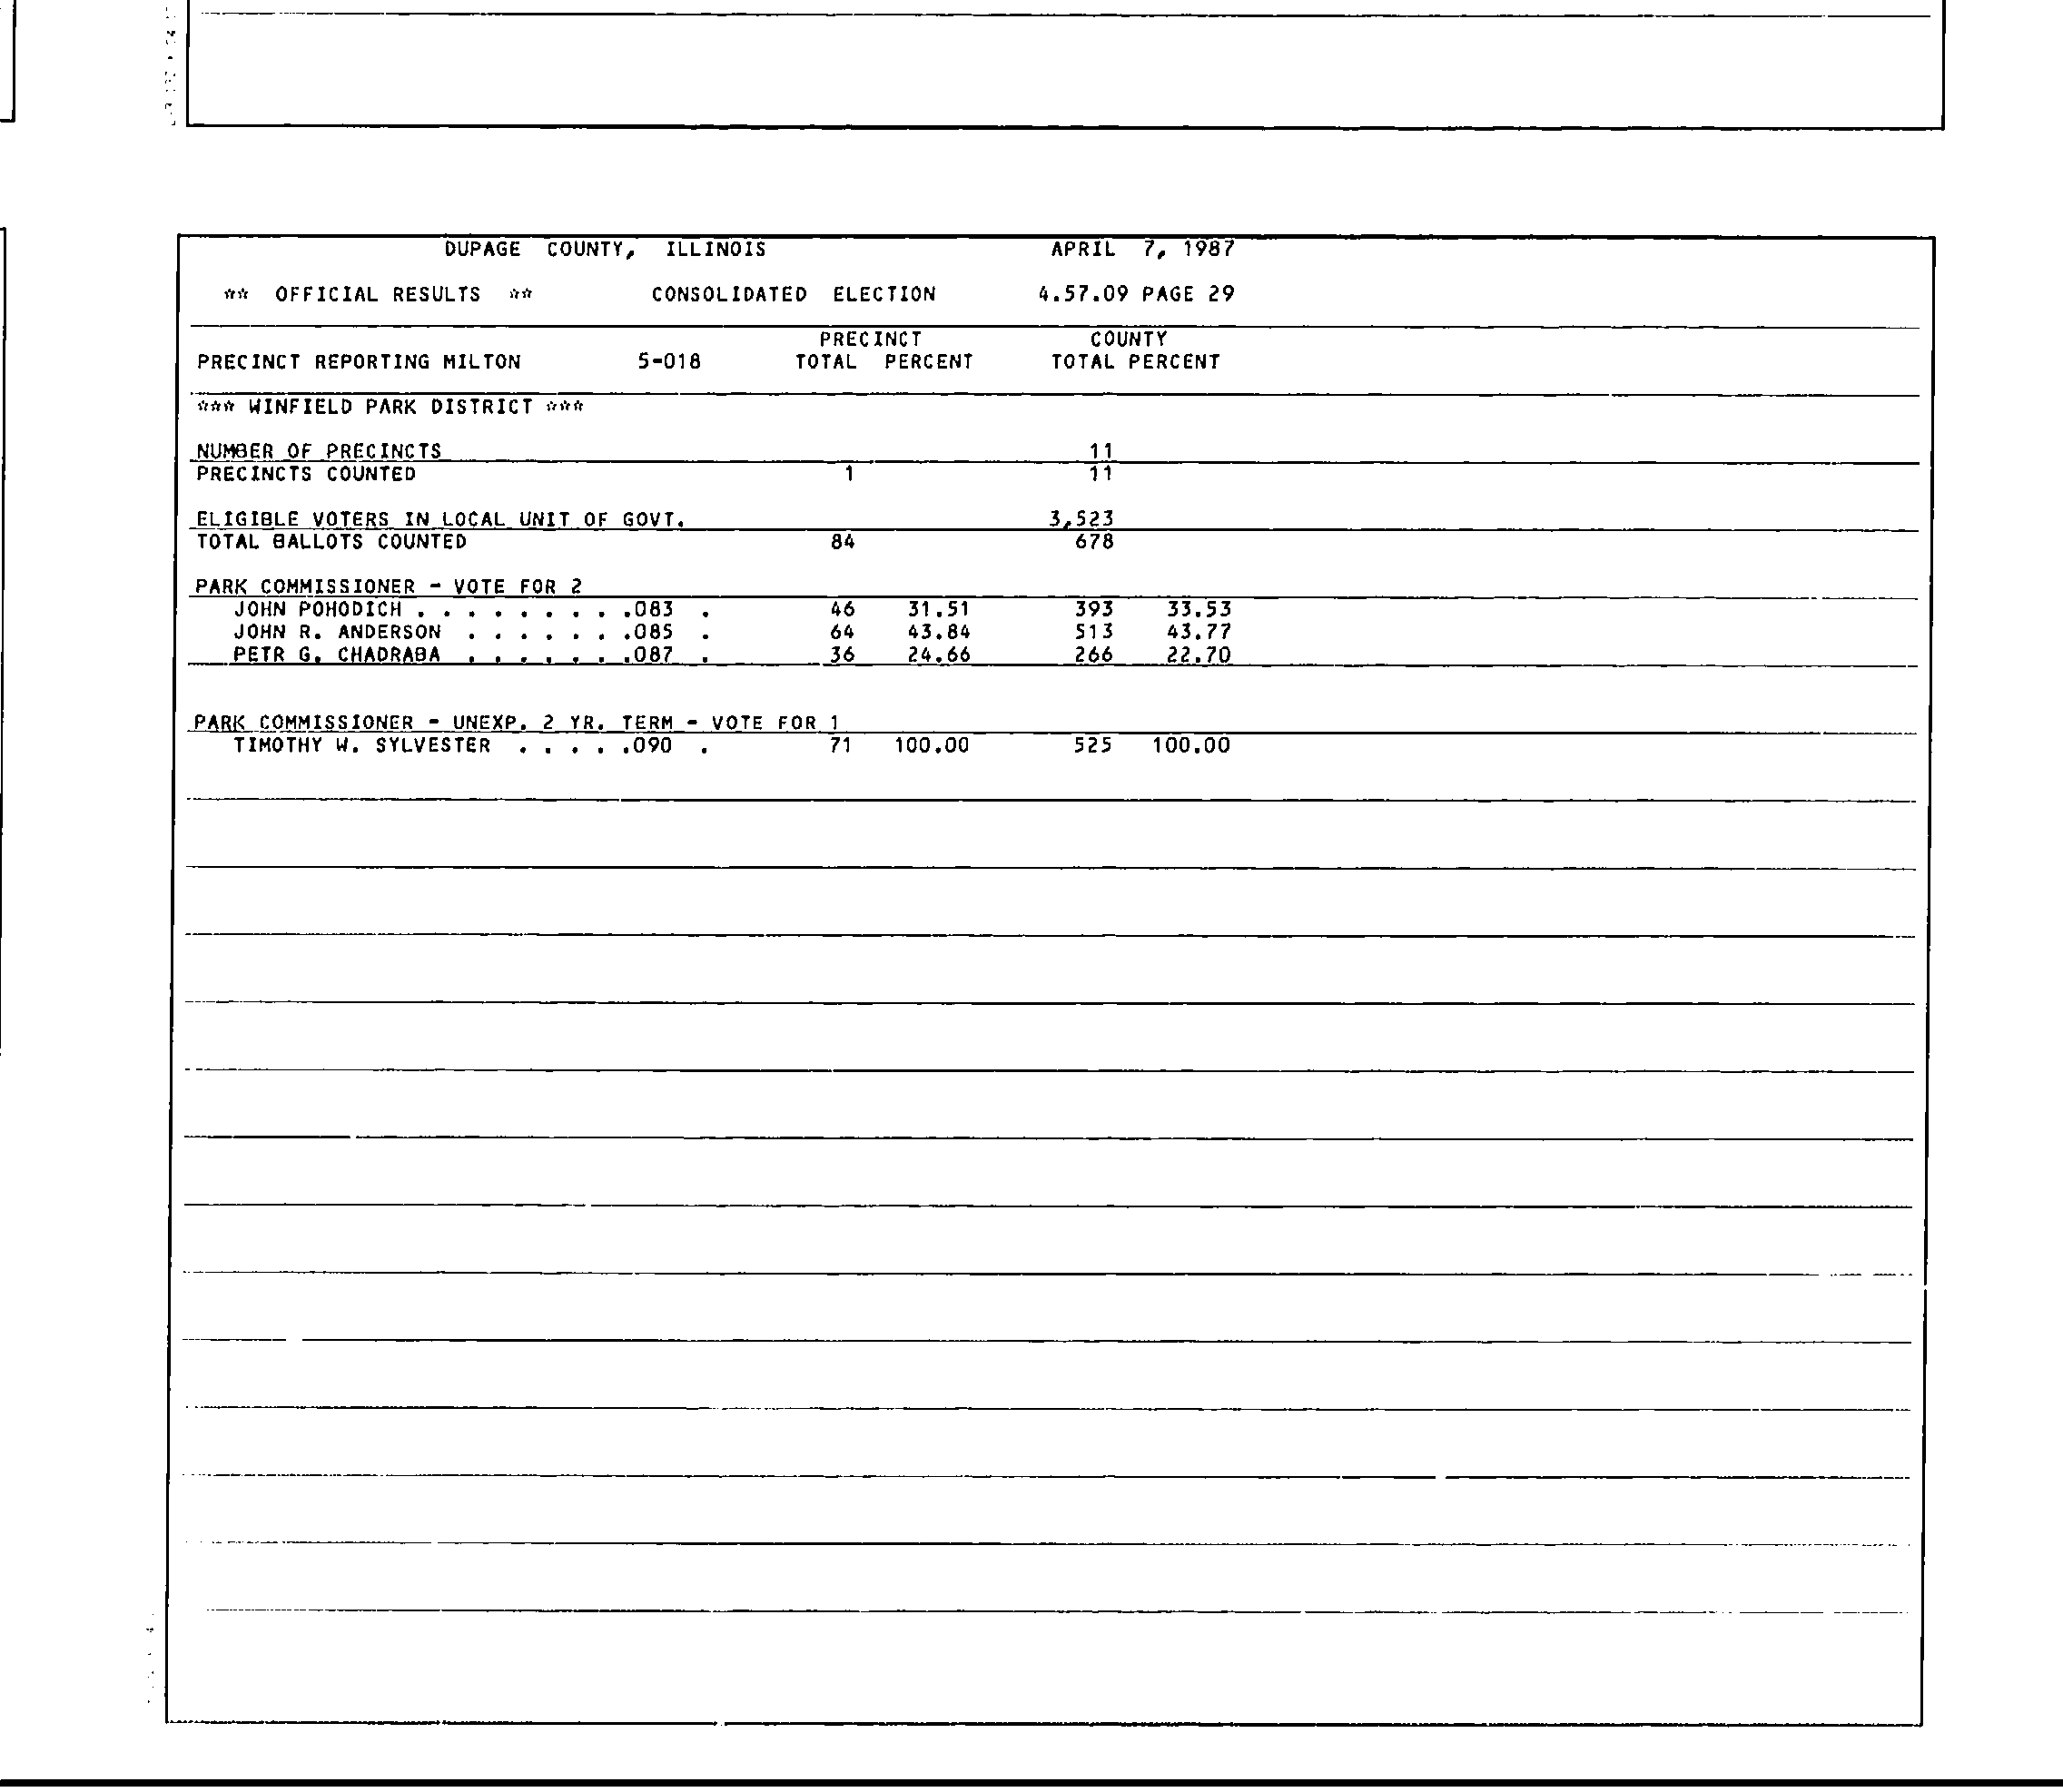 DUPAGE COUNTY, ILLINOIS APRIL 7, 1987
** OFFICIAL RESULTS ** CONSOLIDATED ELECTION 4.57.09 PAGE 29
PRECINCT COUNTY
PRECINCT REPORTING MILTON 5-018 TOTAL PERCENT TOTAL PERCENT
*** WINFIELD PARK DISTRICT ***
NUMBER OF PRECINCTS 11
PRECINCTS COUNTED 1 11
ELIGIBLE VOTERS IN LOCAL UNIT OF GOVT. 3,523
TOTAL BALLOTS COUNTED 84 678
PARK COMMISSIONER - VOTE FOR 2
JOHN POHODICH . . . . . . . . .083 . 46 31.51 393 33.53
JOHN R. ANDERSON . . . . . . .085 . 64 43.84 513 43.77
PETR G. CHADRABA . . . . . . .087 . 36 24.66 266 22.70
PARK COMMISSIONER - UNEXP. 2 YR. TERM - VOTE FOR 1
TIMOTHY W. SYLVESTER . . . . .090 . 71 100.00 525 100.00